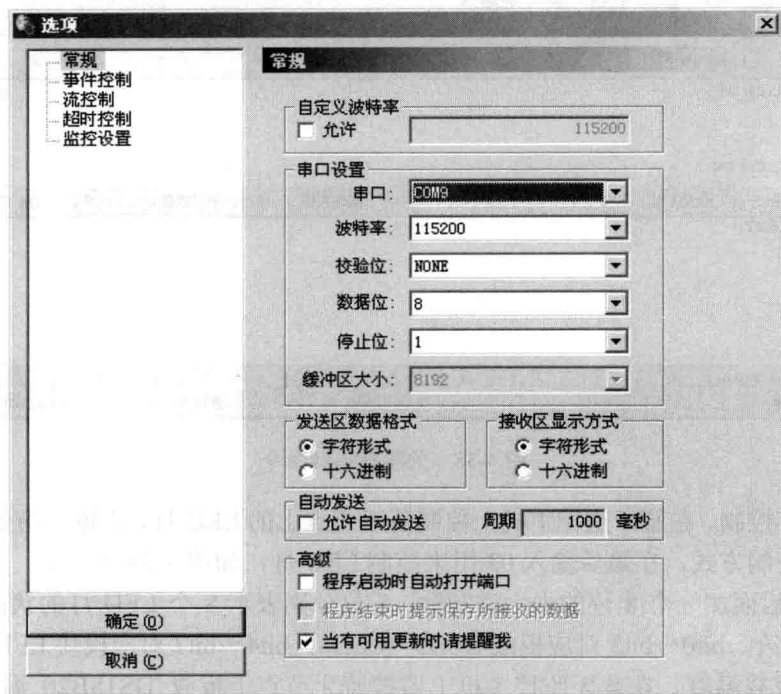 选项
常规
事件控制
流控制
超时控制
监控设置
确定(O)
取消(C)
常规
自定义波特率
允许 115200
串口设置
串口: COM9
波特率: 115200
校验位: NONE
数据位: 8
停止位: 1
缓冲区大小: 8192
发送区数据格式
字符形式
十六进制
接收区显示方式
字符形式
十六进制
自动发送
允许自动发送 周期 1000 毫秒
高级
程序启动时自动打开端口
程序结束时提示保存所接收的数据
当有可用更新时请提醒我